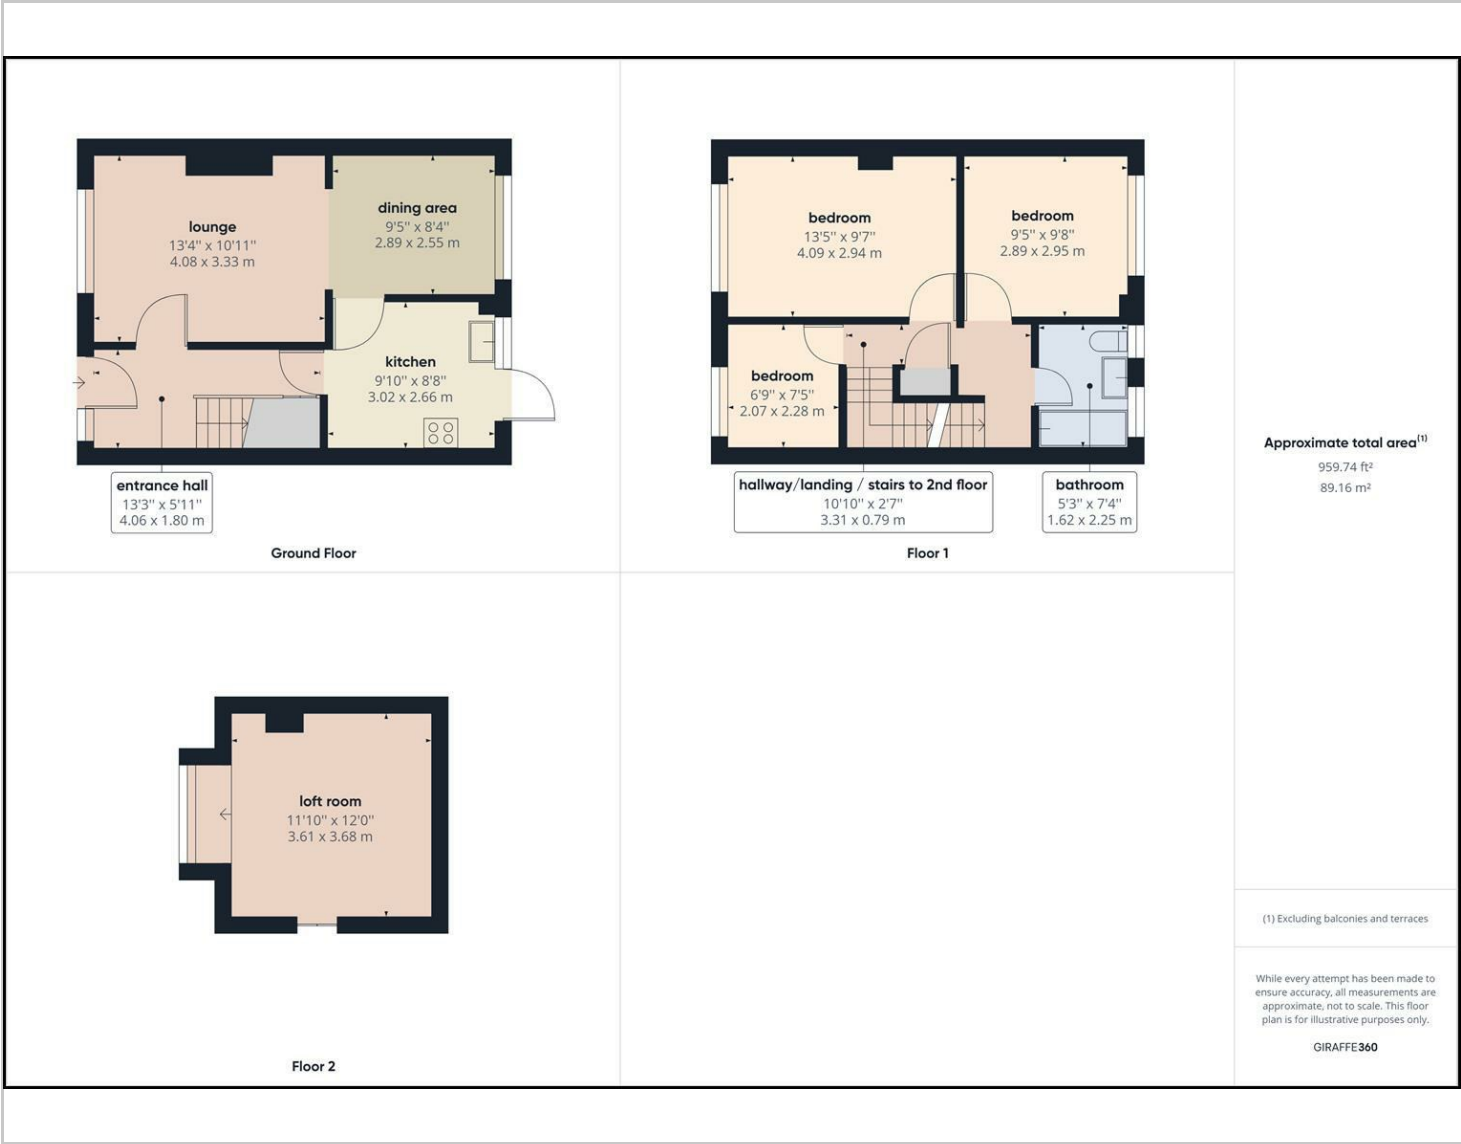 lounge
13'4" x 10'11"
4.08 x 3.33 m
dining area
9'5" x 8'4"
2.89 x 2.55 m
kitchen
9'10" x 8'8"
3.02 x 2.66 m
entrance hall
13'3" x 5'11"
4.06 x 1.80 m
Ground Floor
bedroom
13'5" x 9'7"
4.09 x 2.94 m
bedroom
9'5" x 9'8"
2.89 x 2.95 m
bedroom
6'9" x 7'5"
2.07 x 2.28 m
hallway/landing / stairs to 2nd floor
10'10" x 2'7"
3.31 x 0.79 m
bathroom
5'3" x 7'4"
1.62 x 2.25 m
Floor 1
loft room
11'10" x 12'0"
3.61 x 3.68 m
Floor 2
Approximate total area(1)
959.74 ft²
89.16 m²
(1) Excluding balconies and terraces
While every attempt has been made to
ensure accuracy, all measurements are
approximate, not to scale. This floor
plan is for illustrative purposes only.
GIRAFFE360